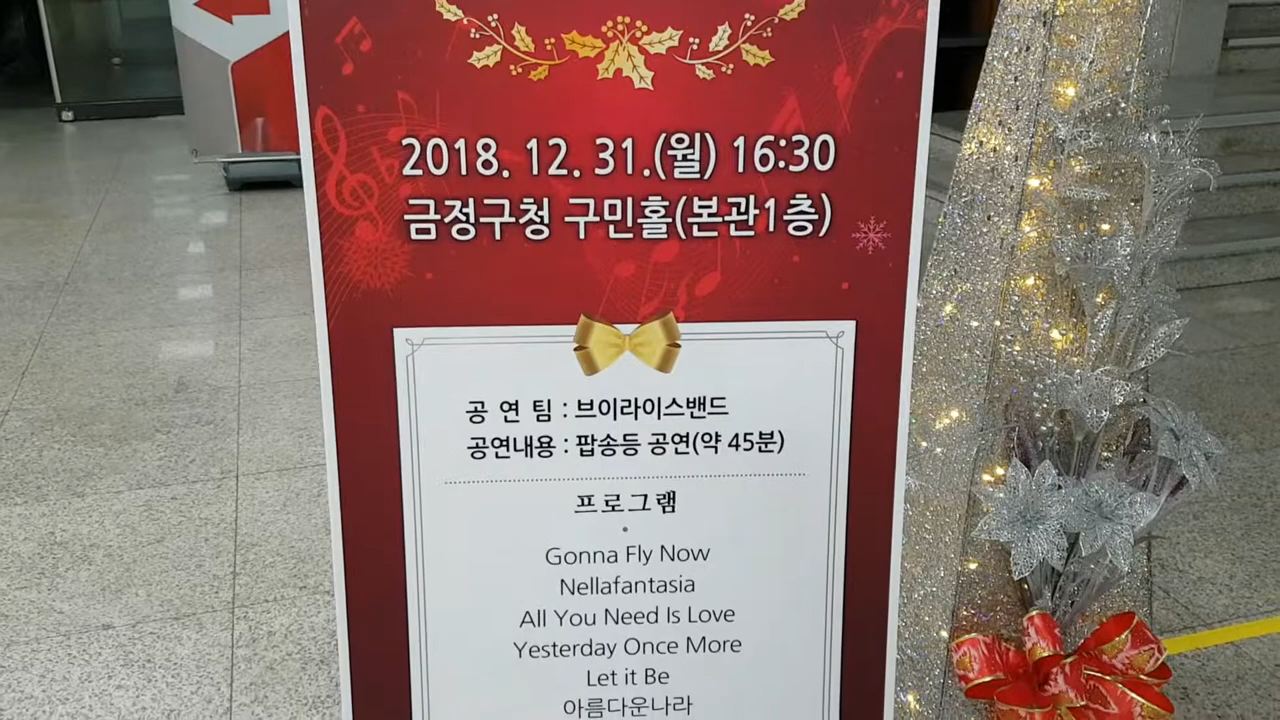 2018. 12. 31.(월) 16:30
금정구청 구민홀(본관1층)
공 연 팀 : 브이라이스밴드
공연내용 : 팝송등 공연(약 45분)
프로그램
Gonna Fly Now
Nellafantasia
All You Need Is Love
Yesterday Once More
Let it Be
아름다운나라